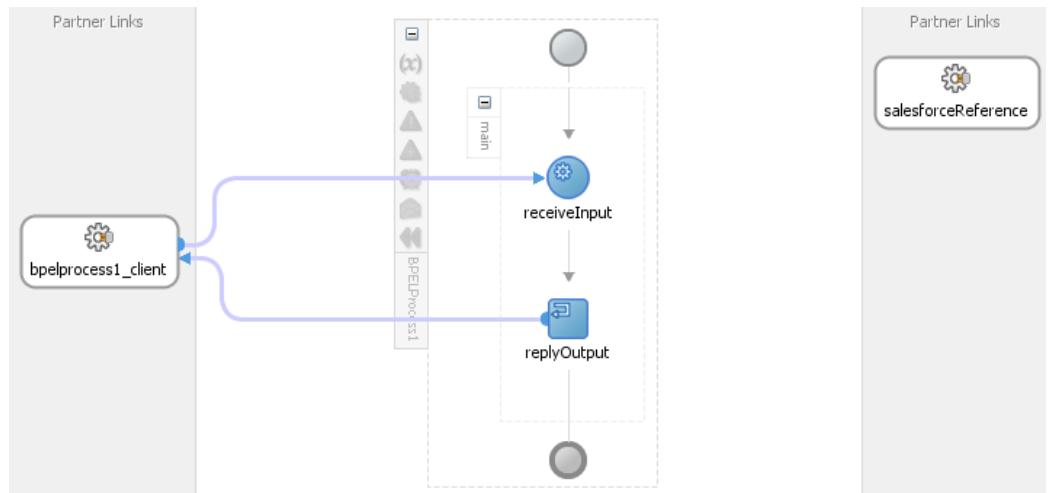 Partner Links
Partner Links
(x)
main
salesforceReference
receiveInput
bpelprocess1_client
BPELProcess1
replyOutput